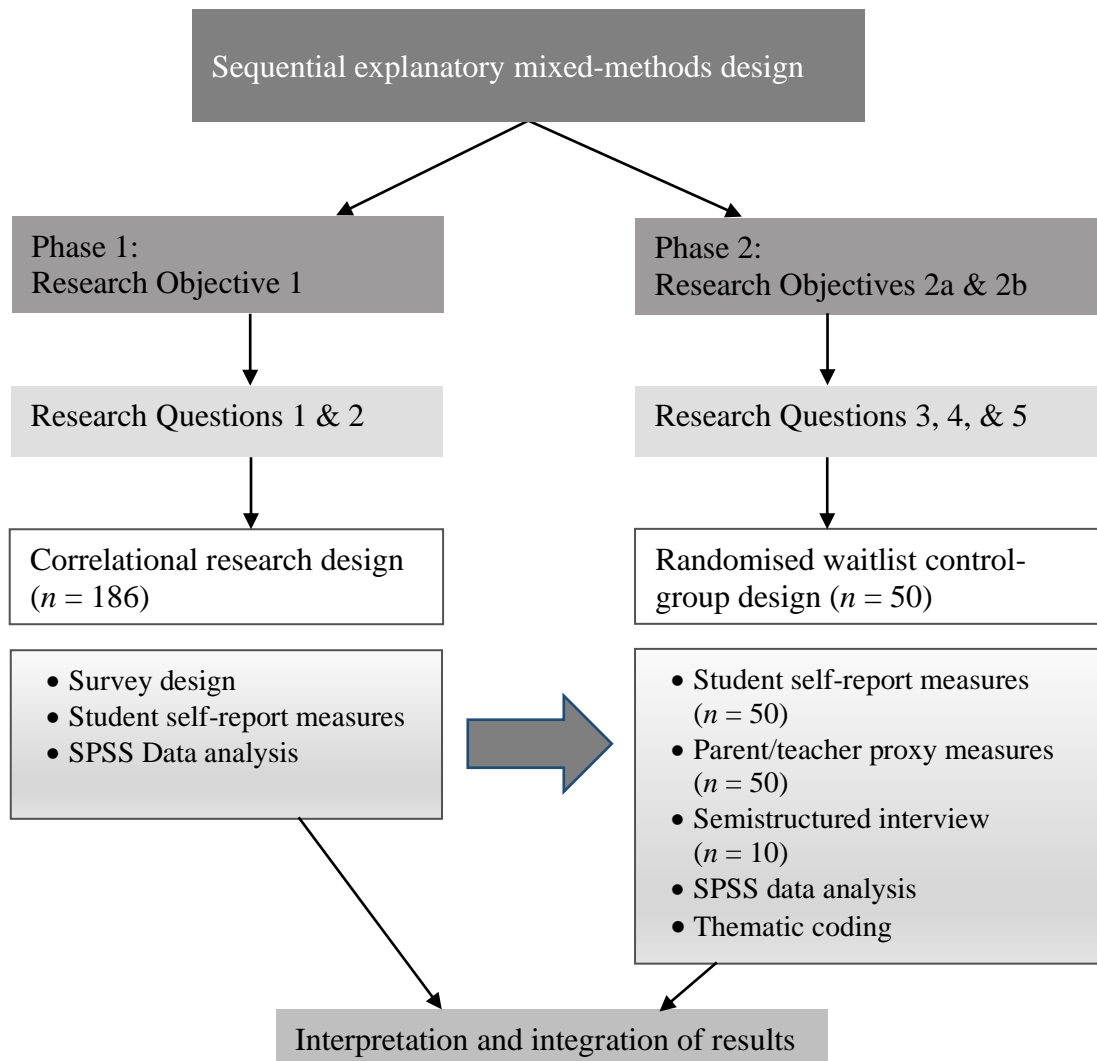 Sequential explanatory mixed-methods design
Phase 1:
Research Objective 1
Research Questions 1 & 2
Correlational research design
(n = 186)
• Survey design
• Student self-report measures
• SPSS Data analysis
Phase 2:
Research Objectives 2a & 2b
Research Questions 3, 4, & 5
Randomised waitlist control-
group design (n = 50)
• Student self-report measures
(n = 50)
• Parent/teacher proxy measures
(n = 50)
• Semistructured interview
(n = 10)
• SPSS data analysis
• Thematic coding
Interpretation and integration of results